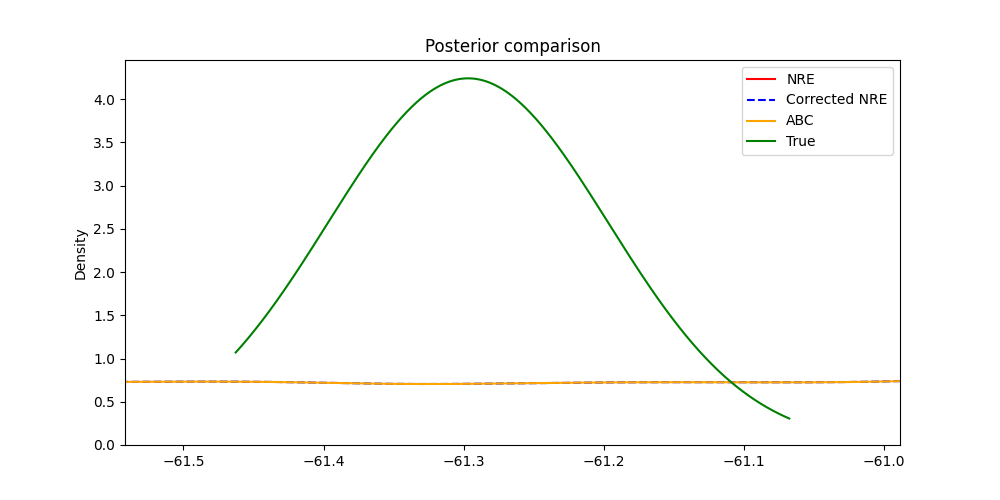 Posterior comparison
NRE
Corrected NRE
ABC
True
Density
4.0
3.5
3.0
2.5
2.0
1.5
1.0
0.5
0.0
−61.5 −61.4 −61.3 −61.2 −61.1 −61.0